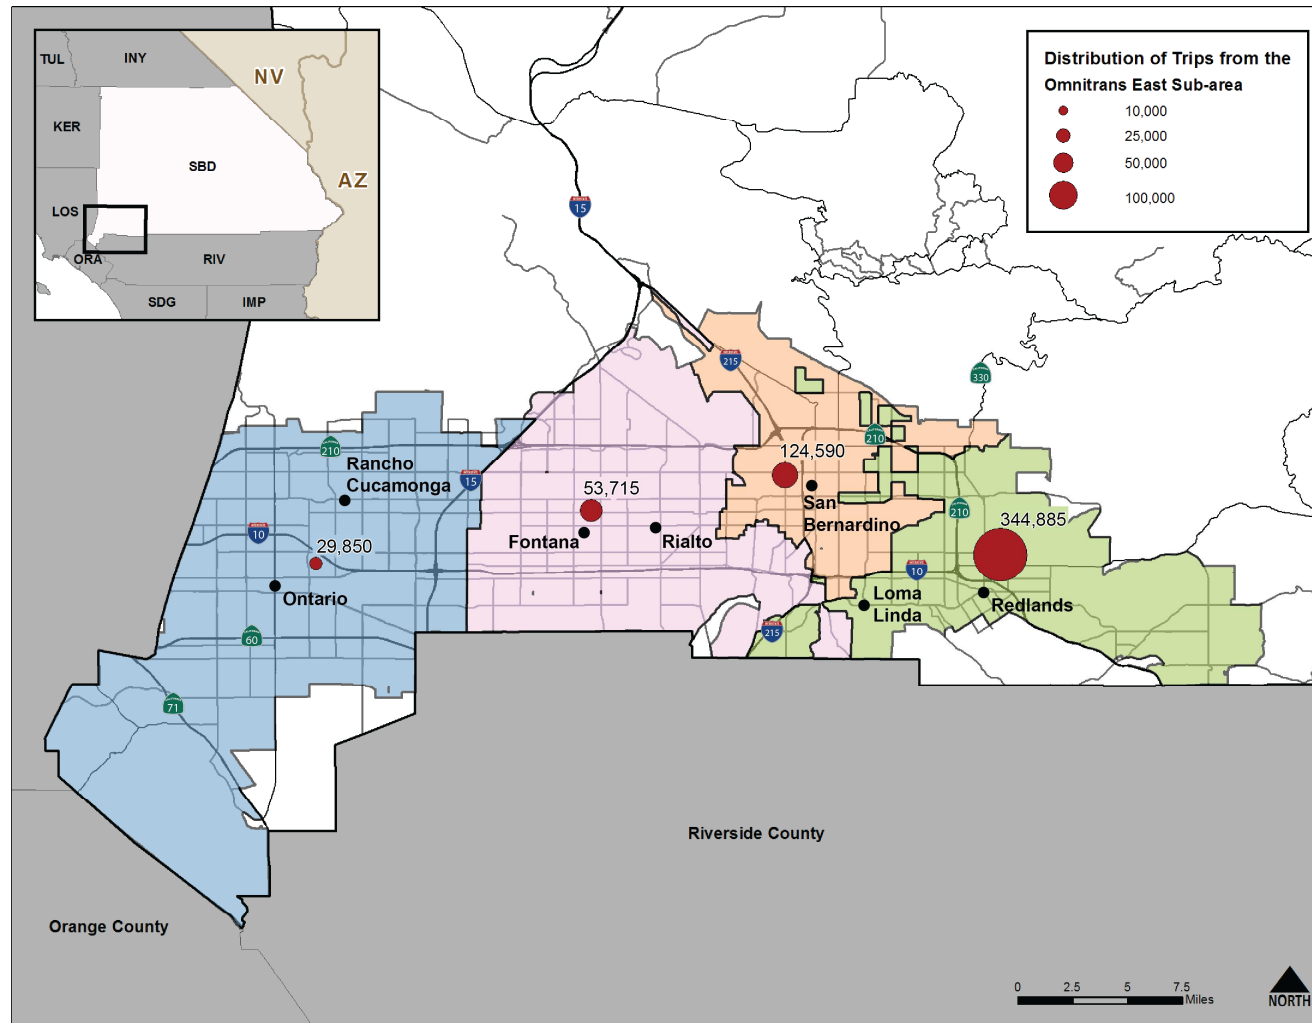 TUL
INY
NV
KER
SBD
AZ
LOS
ORA
RIV
SDG
IMP
Distribution of Trips from the
Omnitrans East Sub-area
10,000
25,000
50,000
100,000
15
215
330
210
Rancho
Cucamonga
15
210
124,590
San
Bernardino
53,715
Fontana
Rialto
10
29,850
Ontario
210
344,885
10
Loma
Linda
Redlands
60
215
71
Riverside County
Orange County
0
2.5
5
7.5
Miles
NORTH